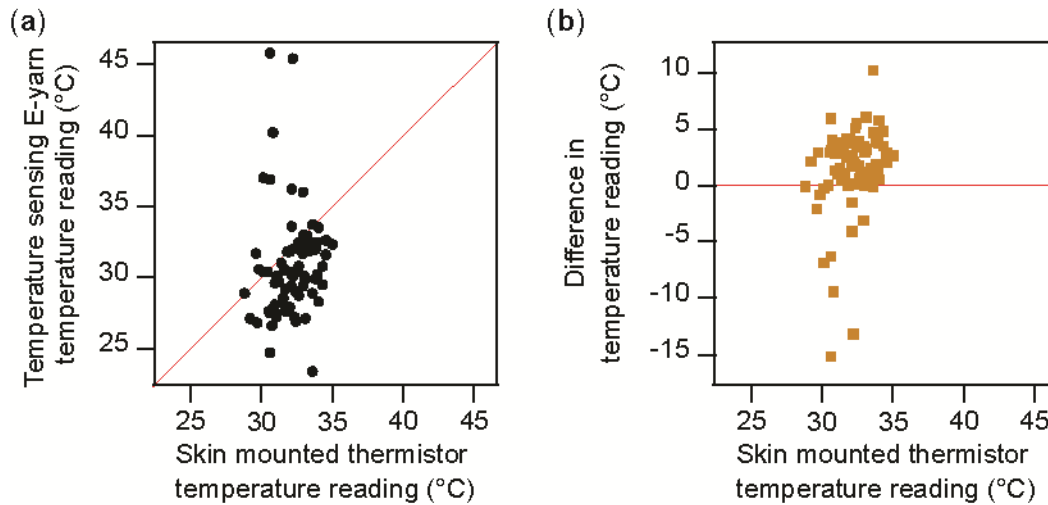 (a)
Temperature sensing E-yarn
temperature reading (°C)
45
40
35
30
25
25 30 35 40 45
Skin mounted thermistor
temperature reading (°C)
(b)
Difference in
temperature reading (°C)
10
5
0
-5
-10
-15
25 30 35 40 45
Skin mounted thermistor
temperature reading (°C)